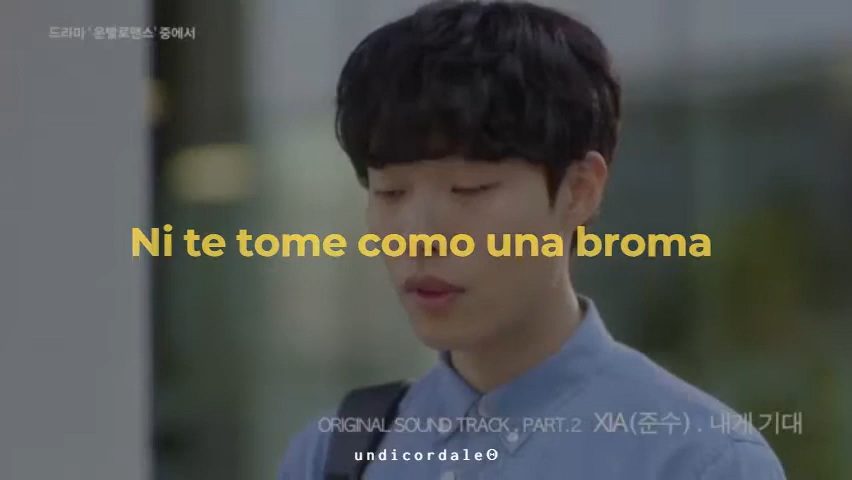 드라마 '운빨로맨스' 중에서
Ni te tome como una broma
ORIGINAL SOUND TRACK . PART.2 XIA (준수) . 내게 기대
undicordaleΘ